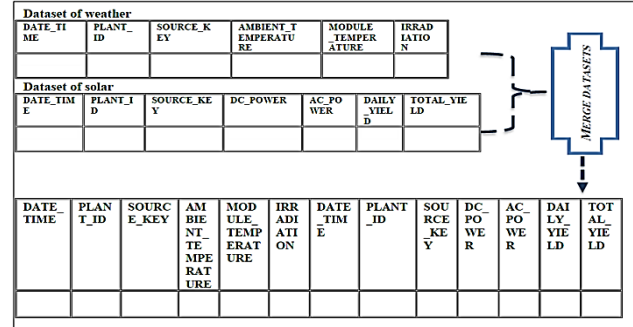 Dataset of weather
DATE_TI PLANT_ SOURCE_K AMBIENT_T MODULE IRRAD
ME ID EY EMPERATU _TEMPER IATIO
RE ATURE N
Dataset of solar
DATE_TIM PLANT_I SOURCE_KE DC_POWER AC_PO DAILY TOTAL_YIE
E D Y WER _YIEL LD
D
MERGE DATASETS
DATE_ PLAN SOURC AM MOD IRR DATE PLANT SOU DC_ AC_ DAI TOT
TIME T_ID E_KEY BIE ULE_ ADI _TIM _ID RCE PO PO LY_ AL_
NT_ TEMP ATI E _KE WE WE YIE YIE
TE ERAT ON Y R R LD LD
MPE URE
RAT
URE